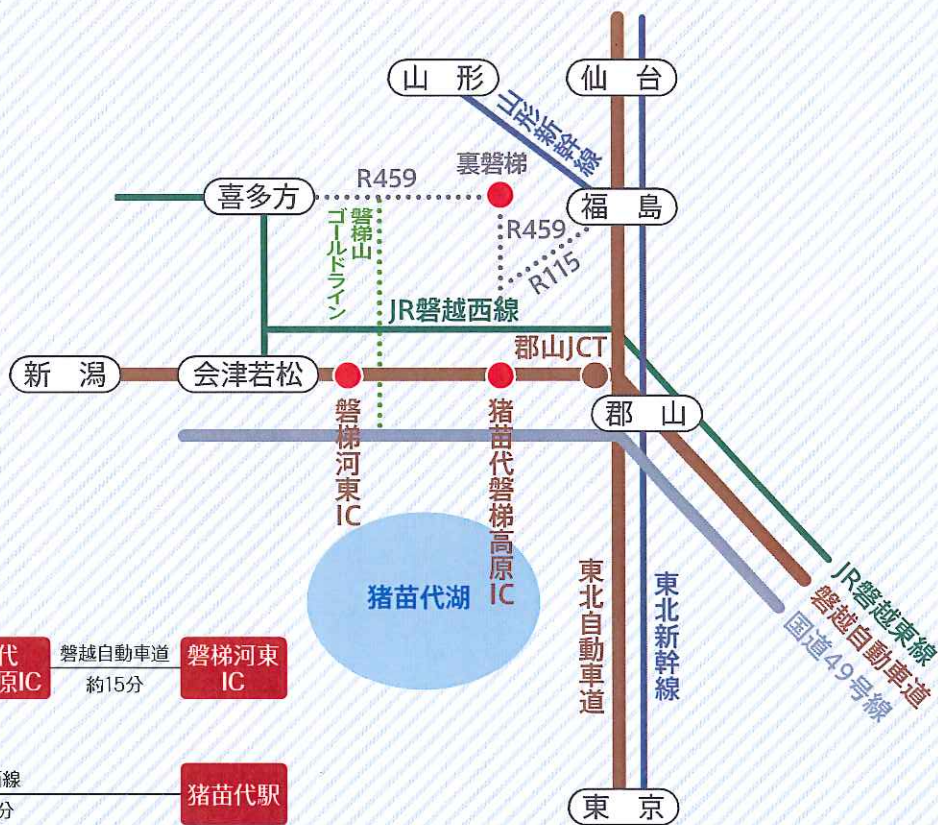 山形
仙台
山形新幹線
裏磐梯
R459
喜多方
福島
磐梯山
ゴールドライン
R459
R115
JR磐越西線
郡山JCT
新潟
会津若松
郡山
磐梯河東IC
猪苗代磐梯高原IC
猪苗代湖
東北自動車道
東北新幹線
JR磐越東線
磐越自動車道
国道49号線
代
原IC
磐越自動車道
約15分
磐梯河東
IC
線
分
猪苗代駅
東京